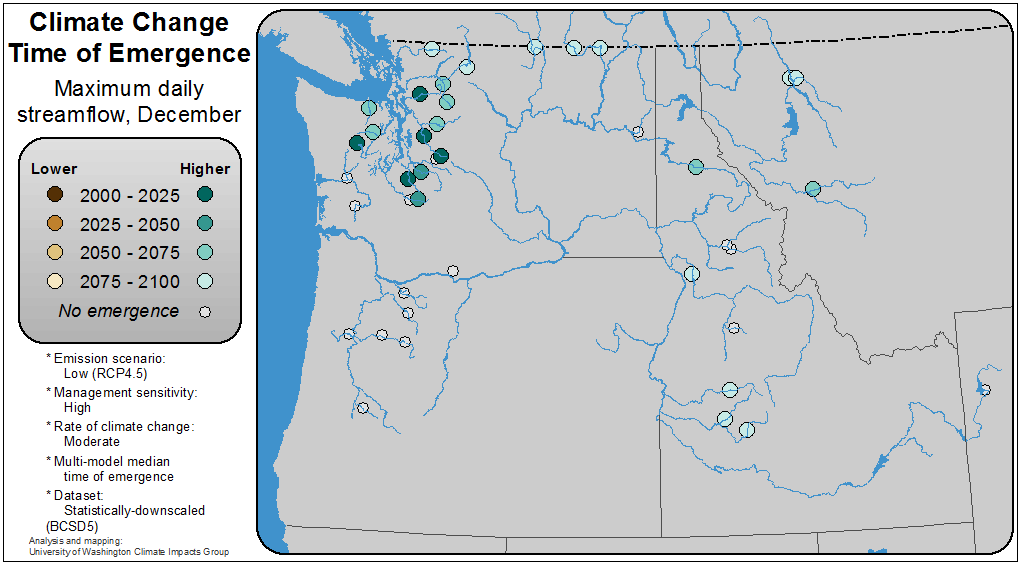 Climate Change
Time of Emergence
Maximum daily
streamflow, December
Lower Higher
2000 - 2025
2025 - 2050
2050 - 2075
2075 - 2100
No emergence
* Emission scenario:
Low (RCP4.5)
* Management sensitivity:
High
* Rate of climate change:
Moderate
* Multi-model median
time of emergence
* Dataset:
Statistically-downscaled
(BCSD5)
Analysis and mapping:
University of Washington Climate Impacts Group